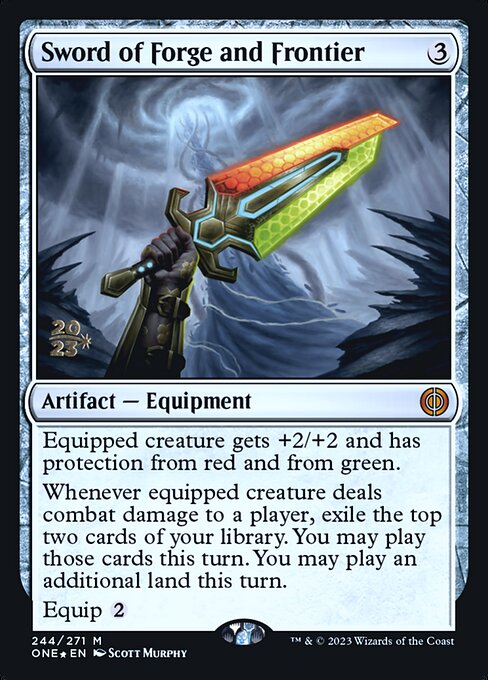 Sword of Forge and Frontier 3
20
23*
Artifact — Equipment
Equipped creature gets +2/+2 and has
protection from red and from green.
Whenever equipped creature deals
combat damage to a player, exile the top
two cards of your library. You may play
those cards this turn. You may play an
additional land this turn.
Equip 2
244/271 M
ONE★EN Scott Murphy
™ & © 2023 Wizards of the Coast